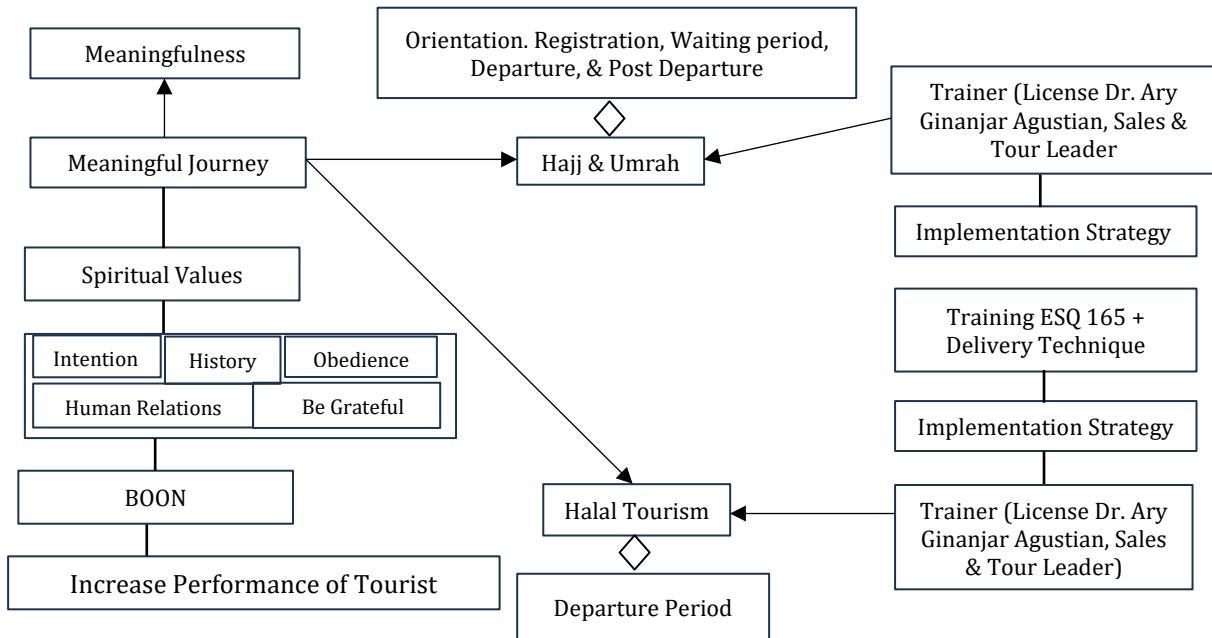 Meaningfulness
Orientation. Registration, Waiting period,
Departure, & Post Departure
Trainer (License Dr. Ary
Ginanjar Agustian, Sales &
Tour Leader
Meaningful Journey
Hajj & Umrah
Implementation Strategy
Spiritual Values
Training ESQ 165 +
Delivery Technique
Intention
History
Obedience
Human Relations
Be Grateful
Implementation Strategy
BOON
Halal Tourism
Trainer (License Dr. Ary
Ginanjar Agustian, Sales
& Tour Leader)
Increase Performance of Tourist
Departure Period